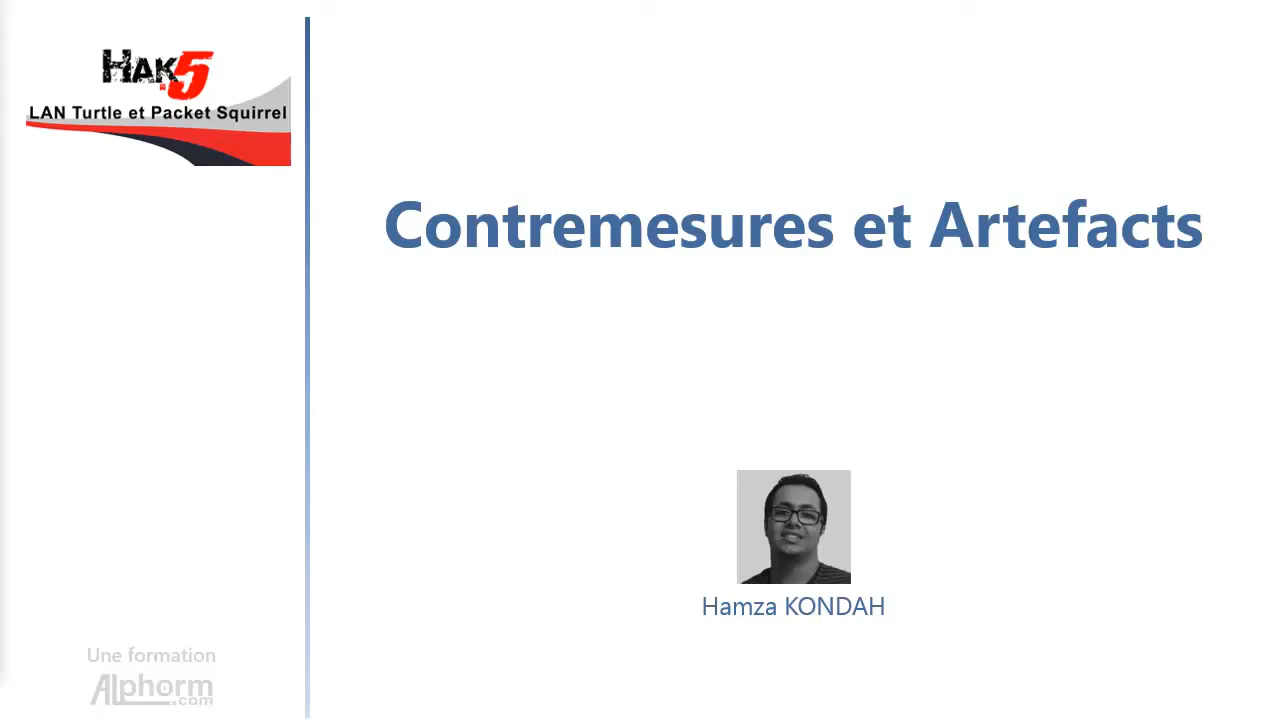 HAK5
LAN Turtle et Packet Squirrel
Contremesures et Artefacts
Hamza KONDAH
Une formation
Alphorm
.com